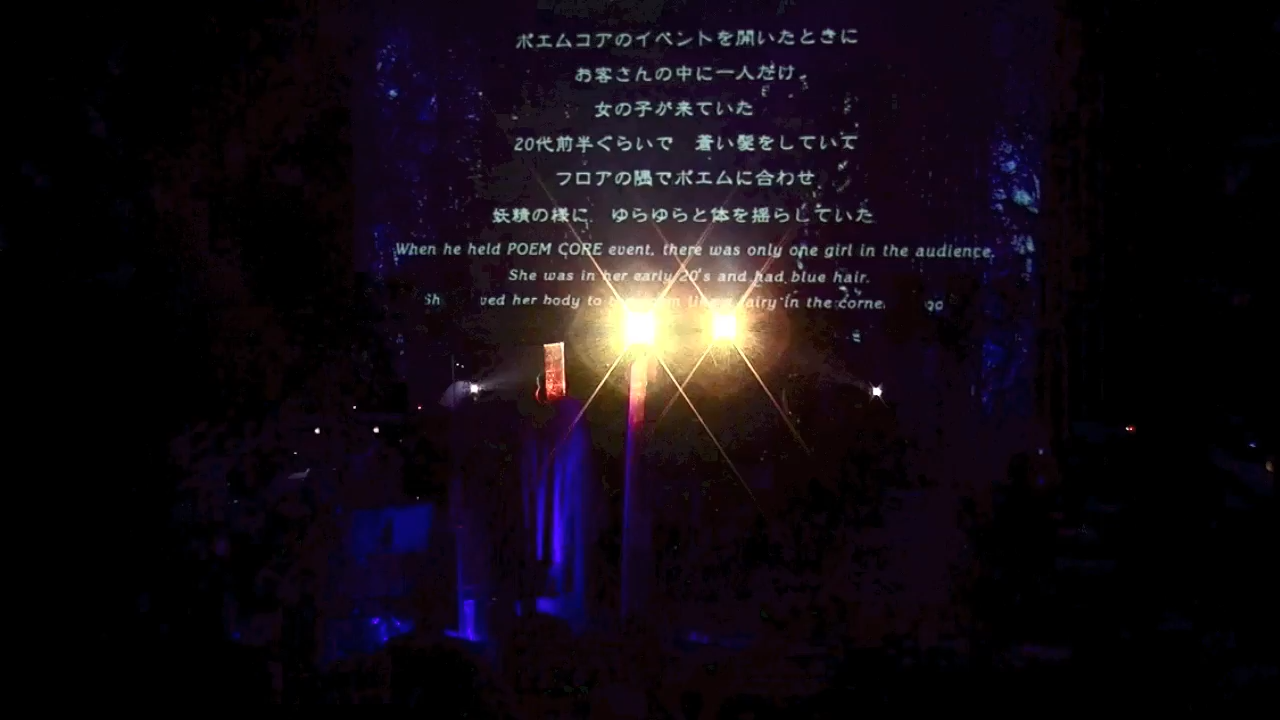 ポエムコアのイベントを開いたときに
お客さんの中に一人だけ
女の子が来ていた
20代前半ぐらいで 蒼い髪をしていて
フロアの隅でポエムに合わせ
妖精の様に ゆらゆらと体を揺らしていた
When he held POEM CORE event, there was only one girl in the audience.
She was in her early 20's and had blue hair.
her body to in the